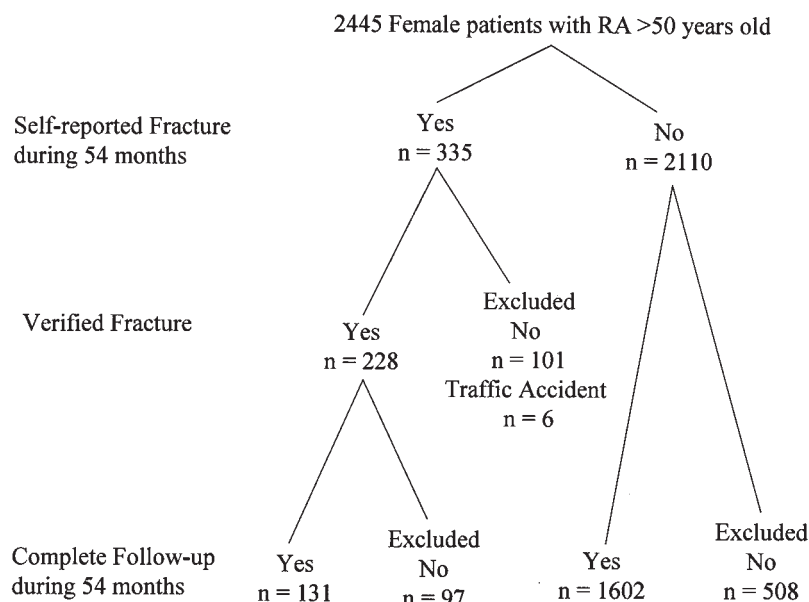 2445 Female patients with RA >50 years old
Self-reported Fracture
during 54 months
Yes
n = 335
No
n = 2110
Verified Fracture
Yes
n = 228
Excluded
No
n = 101
Traffic Accident
n = 6
Complete Follow-up
during 54 months
Yes
n = 131
Excluded
No
n = 97
Yes
n = 1602
Excluded
No
n = 508